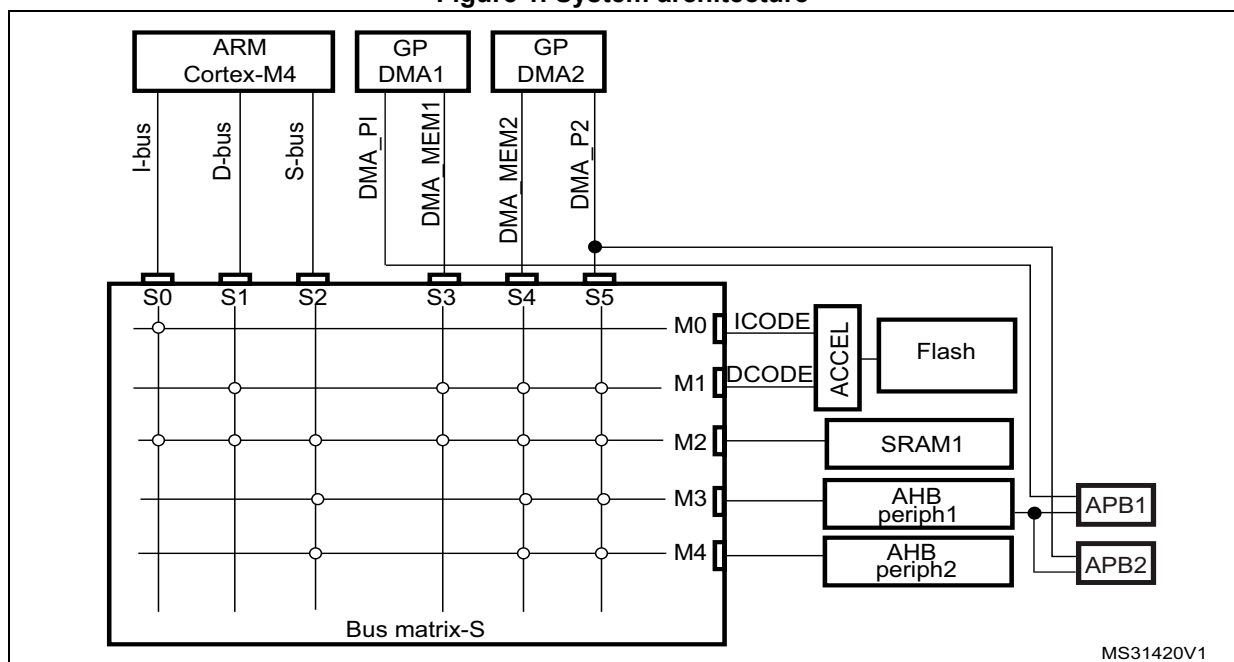 Figure 1. System architecture
ARM
Cortex-M4
GP
DMA1
GP
DMA2
I-bus
D-bus
S-bus
DMA_PI
DMA_MEM1
DMA_MEM2
DMA_P2
S0
S1
S2
S3
S4
S5
M0
ICODE
M1
DCODE
ACCEL
Flash
M2
SRAM1
M3
AHB
periph1
APB1
M4
AHB
periph2
APB2
Bus matrix-S
MS31420V1